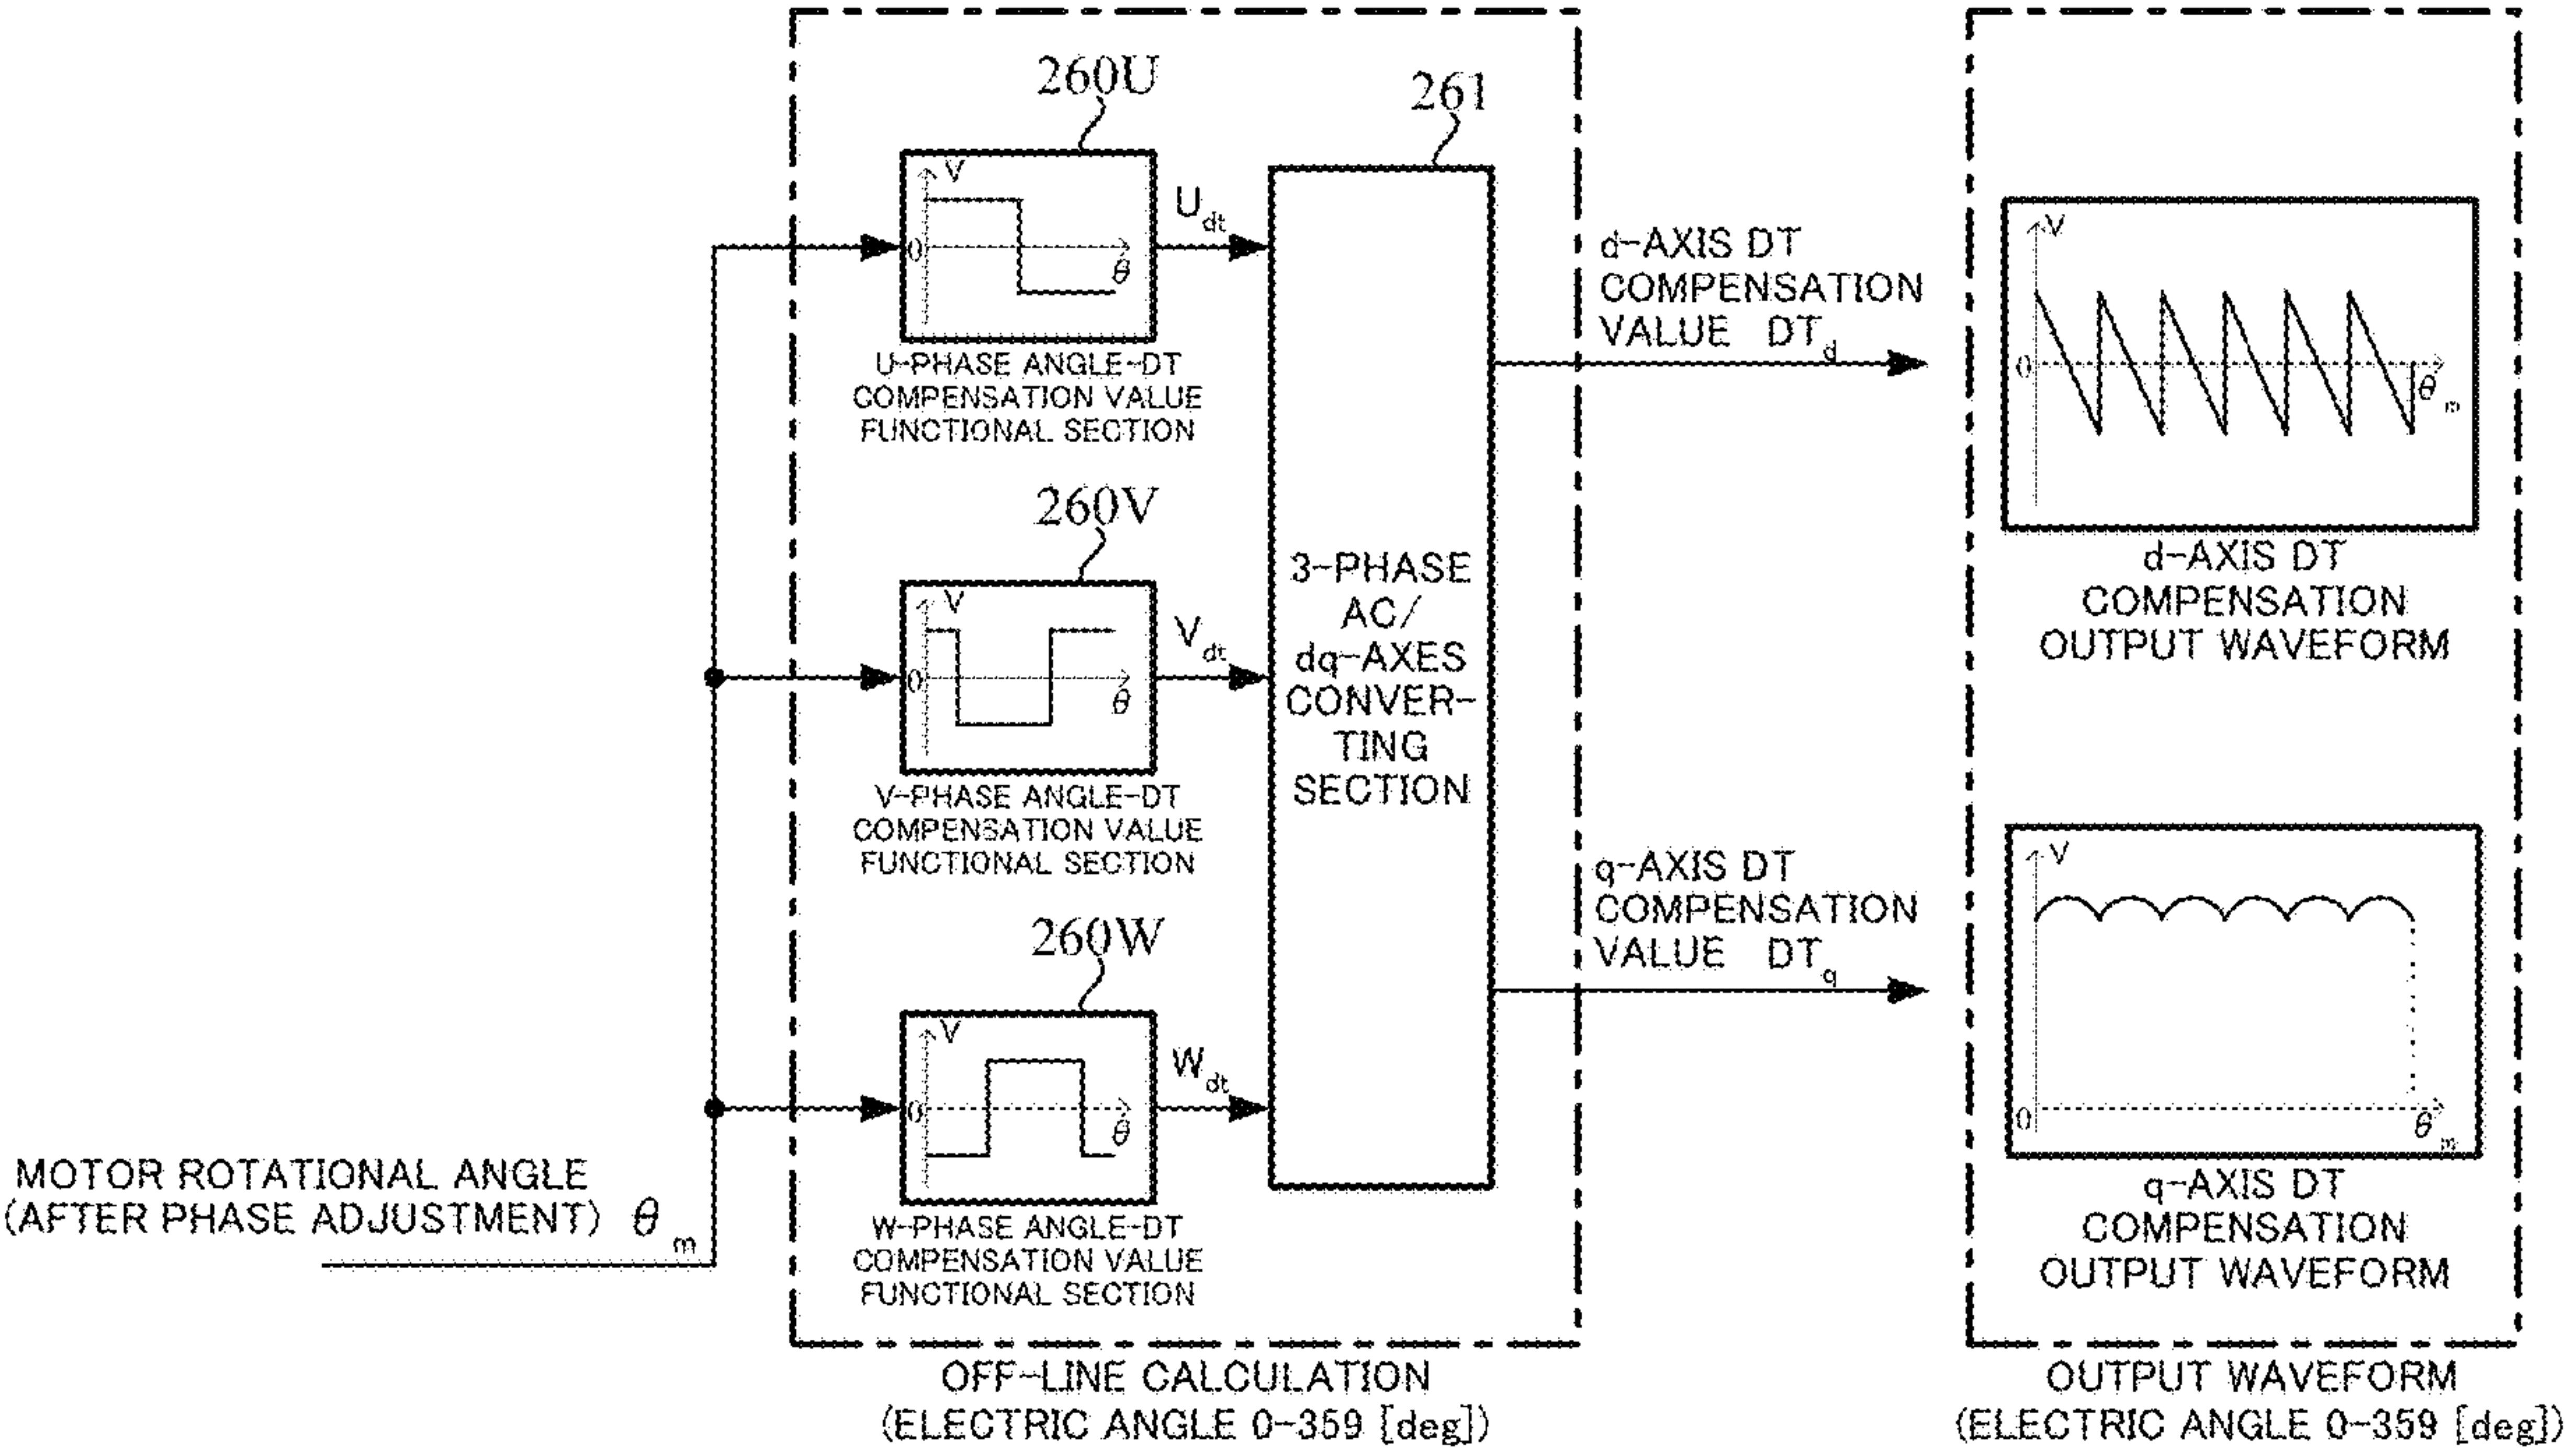 260U
V
0
θ
U-PHASE ANGLE-DT
COMPENSATION VALUE
FUNCTIONAL SECTION
U dt
260V
V
0
θ
V-PHASE ANGLE-DT
COMPENSATION VALUE
FUNCTIONAL SECTION
V dt
260W
V
0
θ
W-PHASE ANGLE-DT
COMPENSATION VALUE
FUNCTIONAL SECTION
W dt
MOTOR ROTATIONAL ANGLE
(AFTER PHASE ADJUSTMENT) θ m
261
3-PHASE
AC/
dq-AXES
CONVER-
TING
SECTION
d-AXIS DT
COMPENSATION
VALUE DT d
q-AXIS DT
COMPENSATION
VALUE DT q
OFF-LINE CALCULATION
(ELECTRIC ANGLE 0-359 [deg])
V
0
θ m
d-AXIS DT
COMPENSATION
OUTPUT WAVEFORM
V
0
θ m
q-AXIS DT
COMPENSATION
OUTPUT WAVEFORM
OUTPUT WAVEFORM
(ELECTRIC ANGLE 0-359 [deg])